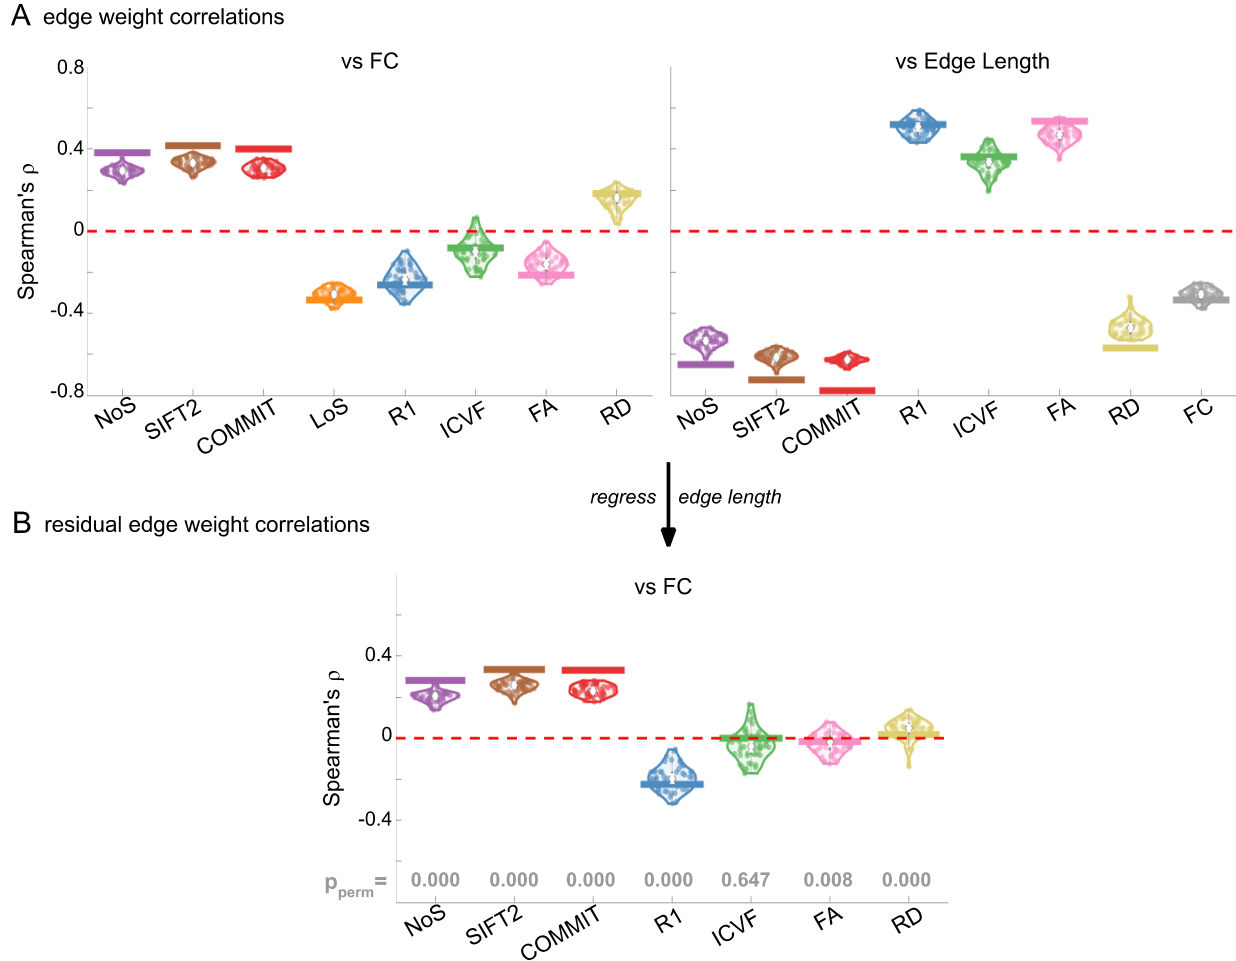 A edge weight correlations
vs FC
vs Edge Length
Spearman's ρ
0.8
0.4
0
-0.4
-0.8
NoS SIFT2 COMMIT LoS R1 ICVF FA RD
NoS SIFT2 COMMIT R1 ICVF FA RD FC
regress edge length
B residual edge weight correlations
vs FC
Spearman's ρ
0.4
0
-0.4
pperm= 0.000 0.000 0.000 0.000 0.647 0.008 0.000
NoS SIFT2 COMMIT R1 ICVF FA RD